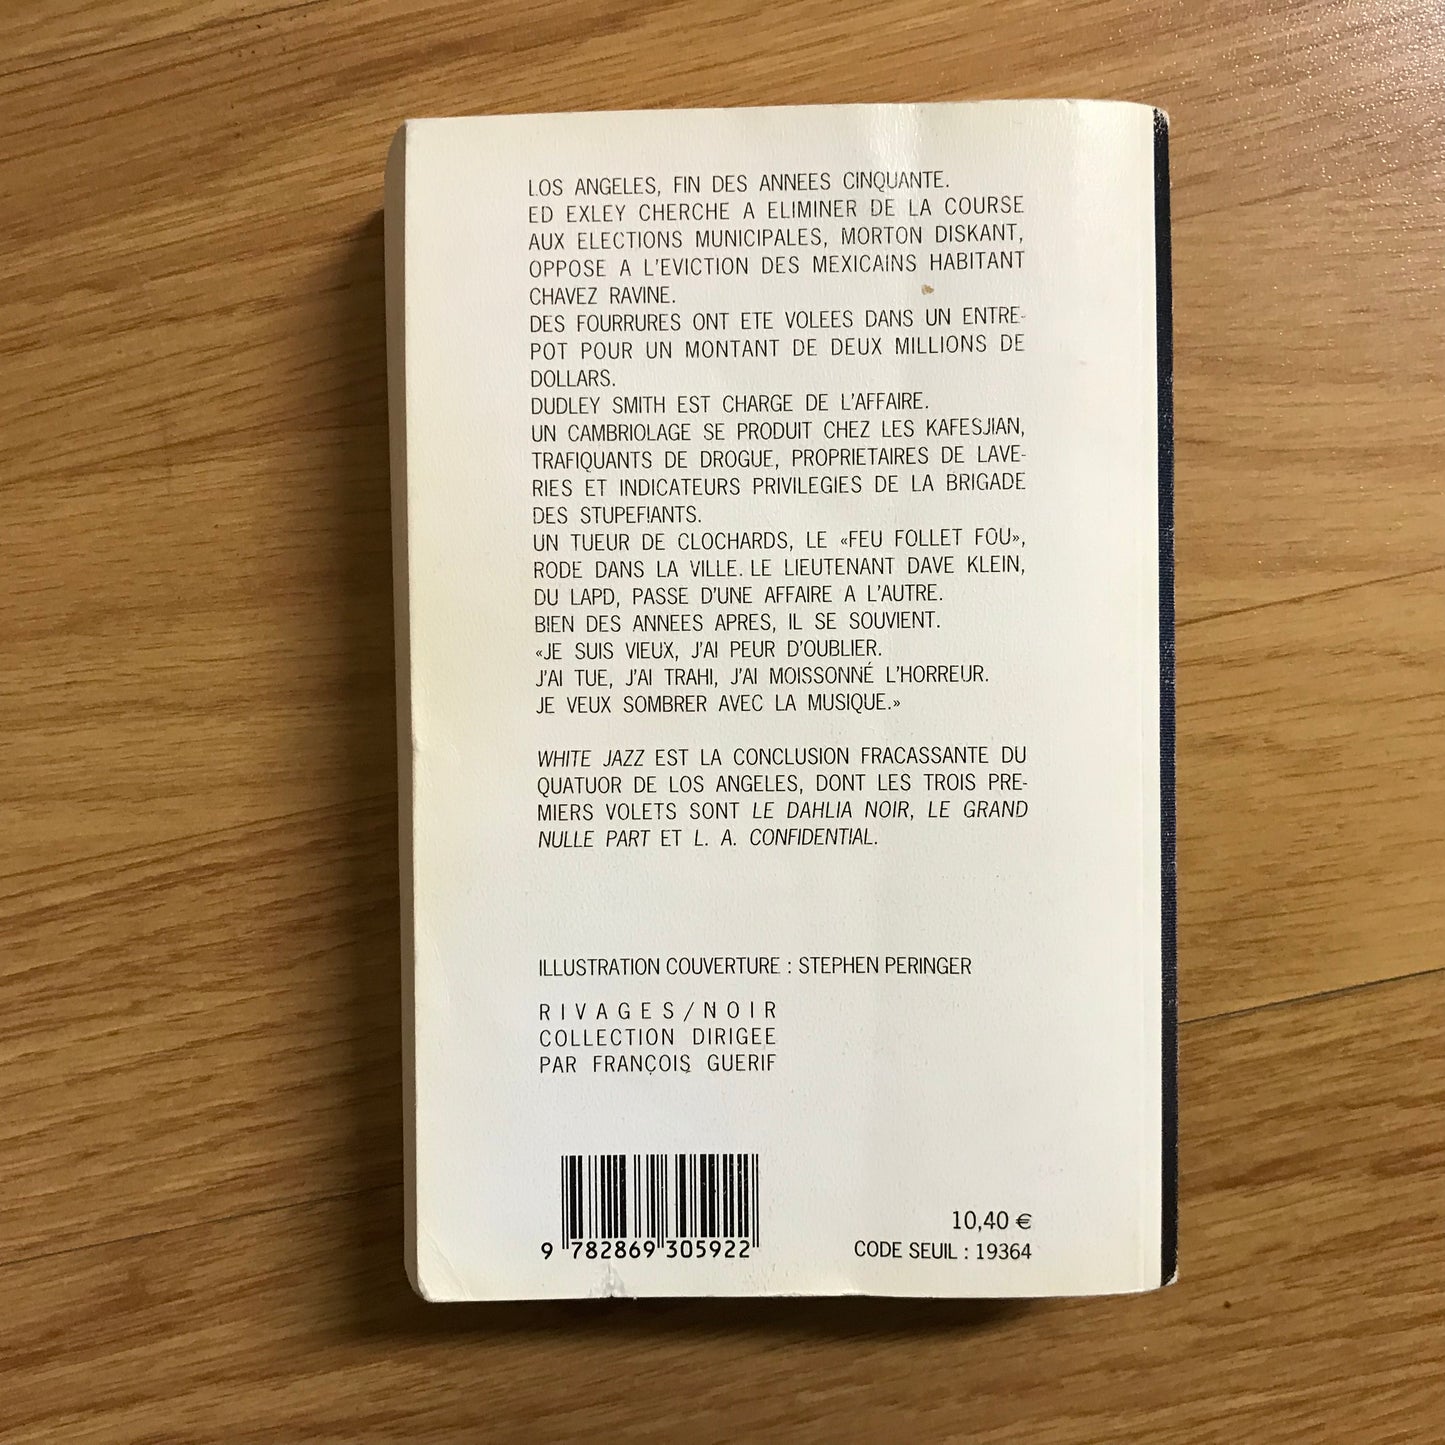 LOS ANGELES, FIN DES ANNEES CINQUANTE.
ED EXLEY CHERCHE A ELIMINER DE LA COURSE
AUX ELECTIONS MUNICIPALES, MORTON DISKANT,
OPPOSE A L'EVICTION DES MEXICAINS HABITANT
CHAVEZ RAVINE.
DES FOURRURES ONT ETE VOLEES DANS UN ENTRE-
POT POUR UN MONTANT DE DEUX MILLIONS DE
DOLLARS.
DUDLEY SMITH EST CHARGE DE L'AFFAIRE.
UN CAMBRIOLAGE SE PRODUIT CHEZ LES KAFESJIAN,
TRAFIQUANTS DE DROGUE, PROPRIETAIRES DE LAVE-
RIES ET INDICATEURS PRIVILEGIES DE LA BRIGADE
DES STUPEFIANTS.
UN TUEUR DE CLOCHARDS, LE «FEU FOLLET FOU»,
RODE DANS LA VILLE. LE LIEUTENANT DAVE KLEIN,
DU LAPD, PASSE D'UNE AFFAIRE A L'AUTRE.
BIEN DES ANNEES APRES, IL SE SOUVIENT.
«JE SUIS VIEUX, J'AI PEUR D'OUBLIER.
J'AI TUE, J'AI TRAHI, J'AI MOISSONNÉ L'HORREUR.
JE VEUX SOMBRER AVEC LA MUSIQUE.»
WHITE JAZZ EST LA CONCLUSION FRACASSANTE DU
QUATUOR DE LOS ANGELES, DONT LES TROIS PRE-
MIERS VOLETS SONT LE DAHLIA NOIR, LE GRAND
NULLE PART ET L. A. CONFIDENTIAL.
ILLUSTRATION COUVERTURE : STEPHEN PERINGER
RIVAGES/NOIR
COLLECTION DIRIGEE
PAR FRANÇOIS GUERIF
9 782869 305922
10,40 €
CODE SEUIL : 19364